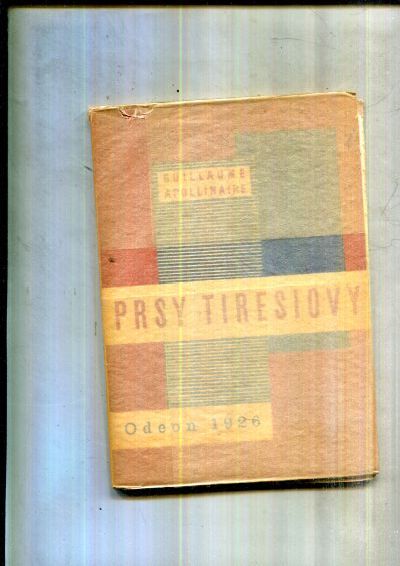 GUILLAUME
APOLLINAIRE
PRSY TIRESIOVY
Odeon 1926